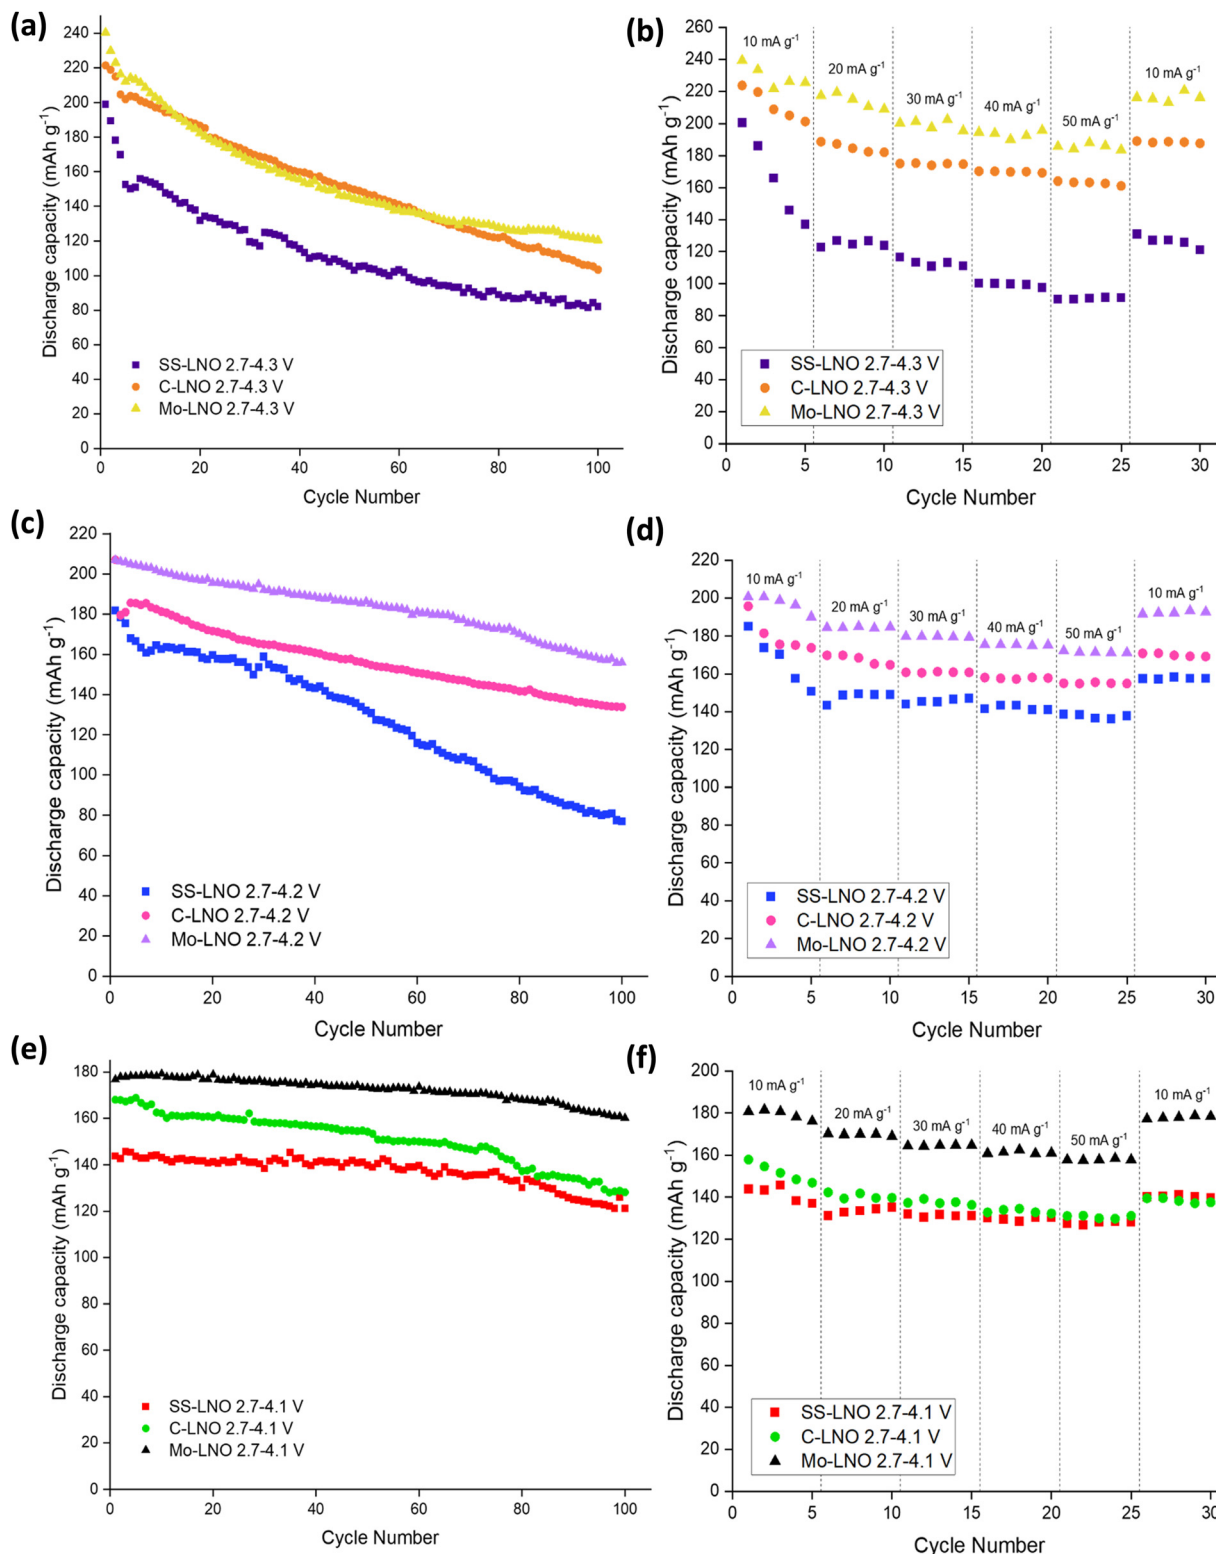 (a)
240
220
200
180
160
140
120
100
80
60
40
20
0
0 20 40 60 80 100
Discharge capacity (mAh g⁻¹)
Cycle Number
SS-LNO 2.7-4.3 V
C-LNO 2.7-4.3 V
Mo-LNO 2.7-4.3 V
(b)
260
240
220
200
180
160
140
120
100
80
60
40
20
0
0 5 10 15 20 25 30
Discharge capacity (mAh g⁻¹)
Cycle Number
10 mA g⁻¹
20 mA g⁻¹
30 mA g⁻¹
40 mA g⁻¹
50 mA g⁻¹
10 mA g⁻¹
SS-LNO 2.7-4.3 V
C-LNO 2.7-4.3 V
Mo-LNO 2.7-4.3 V
(c)
220
200
180
160
140
120
100
80
60
40
20
0
0 20 40 60 80 100
Discharge capacity (mAh g⁻¹)
Cycle Number
SS-LNO 2.7-4.2 V
C-LNO 2.7-4.2 V
Mo-LNO 2.7-4.2 V
(d)
220
200
180
160
140
120
100
80
60
40
20
0
0 5 10 15 20 25 30
Discharge capacity (mAh g⁻¹)
Cycle Number
10 mA g⁻¹
20 mA g⁻¹
30 mA g⁻¹
40 mA g⁻¹
50 mA g⁻¹
10 mA g⁻¹
SS-LNO 2.7-4.2 V
C-LNO 2.7-4.2 V
Mo-LNO 2.7-4.2 V
(e)
180
160
140
120
100
80
60
40
20
0
0 20 40 60 80 100
Discharge capacity (mAh g⁻¹)
Cycle Number
SS-LNO 2.7-4.1 V
C-LNO 2.7-4.1 V
Mo-LNO 2.7-4.1 V
(f)
200
180
160
140
120
100
80
60
40
20
0
0 5 10 15 20 25 30
Discharge capacity (mAh g⁻¹)
Cycle Number
10 mA g⁻¹
20 mA g⁻¹
30 mA g⁻¹
40 mA g⁻¹
50 mA g⁻¹
10 mA g⁻¹
SS-LNO 2.7-4.1 V
C-LNO 2.7-4.1 V
Mo-LNO 2.7-4.1 V